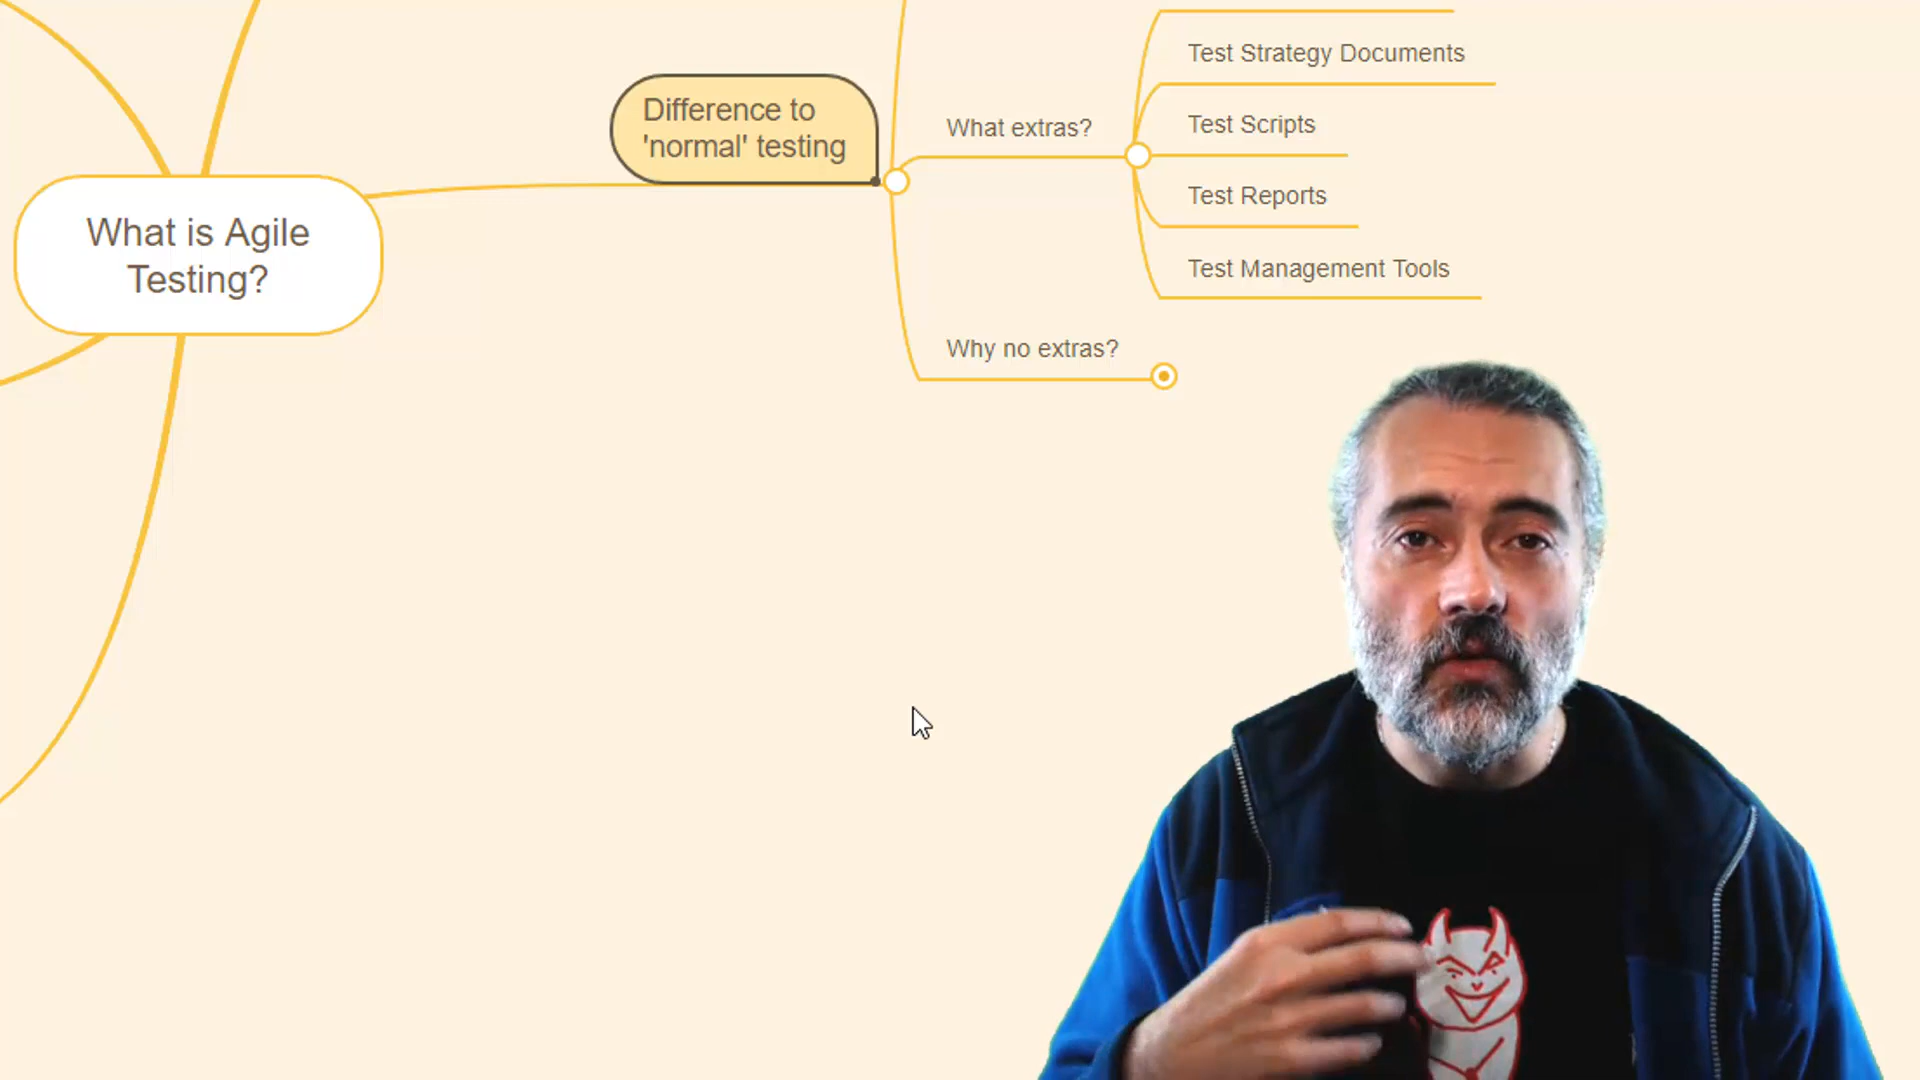 What is Agile
Testing?
Difference to
'normal' testing
What extras?
Test Strategy Documents
Test Scripts
Test Reports
Test Management Tools
Why no extras?